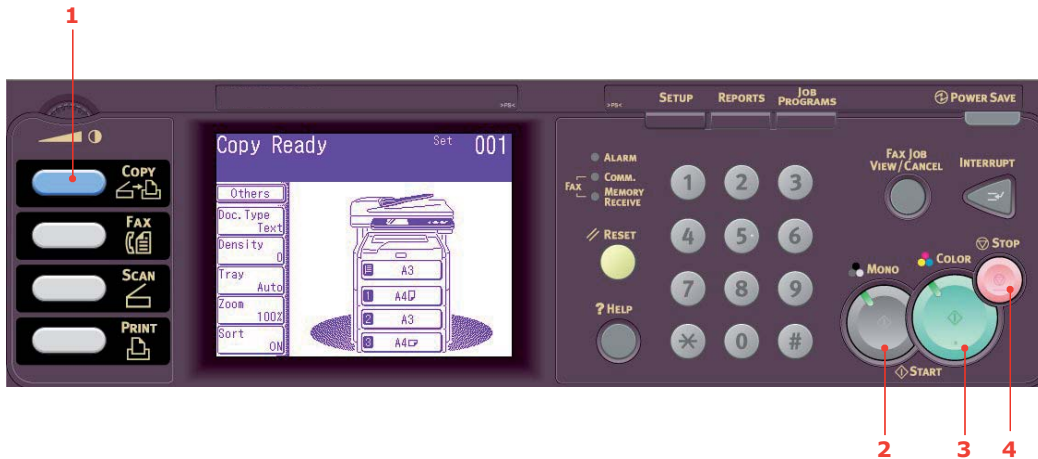 1
>PS<
>PS<
SETUP
REPORTS
JOB
PROGRAMS
POWER SAVE
COPY
FAX
SCAN
PRINT
Copy Ready
Set
001
Others
Doc.Type
Text
Density
0
Tray
Auto
Zoom
100%
Sort
ON
A3
1
A4
2
A3
3
A4
ALARM
FAX
COMM.
MEMORY
RECEIVE
RESET
? HELP
1
2
3
4
5
6
7
8
9
*
0
#
FAX JOB
VIEW/CANCEL
INTERRUPT
STOP
MONO
COLOR
START
2
3
4